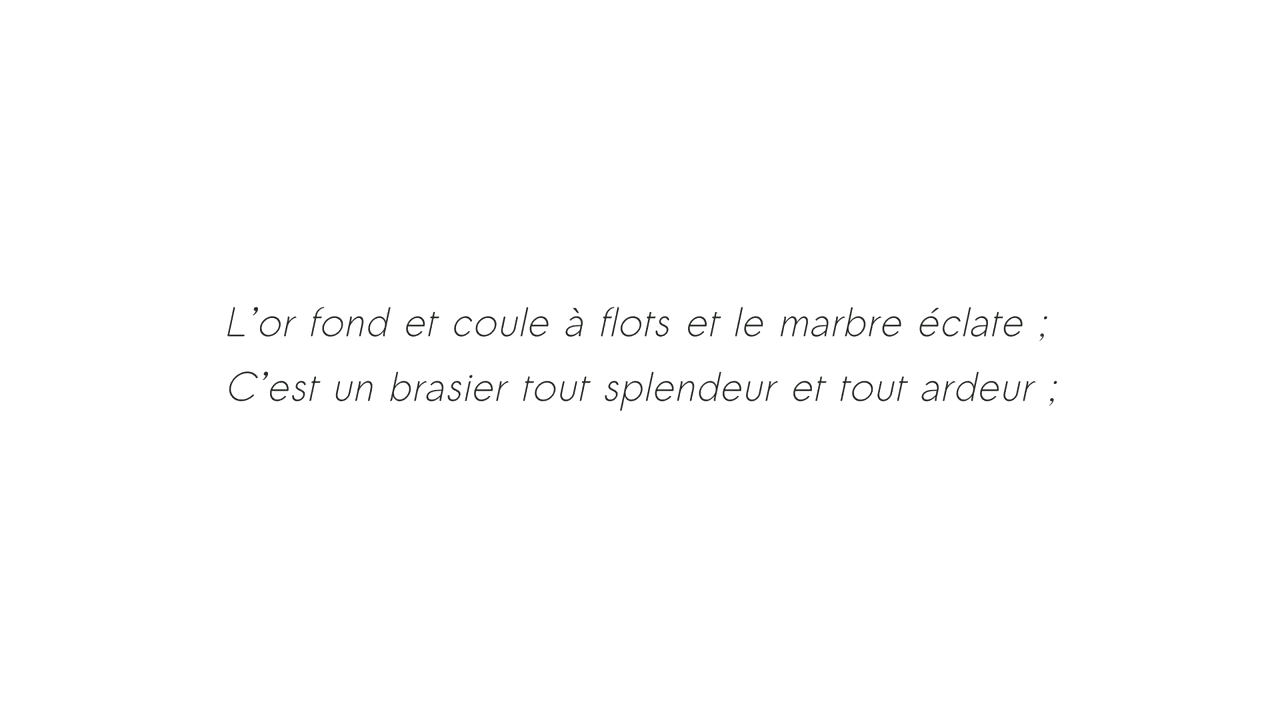 L’or fond et coule à flots et le marbre éclate ;
C’est un brasier tout splendeur et tout ardeur ;